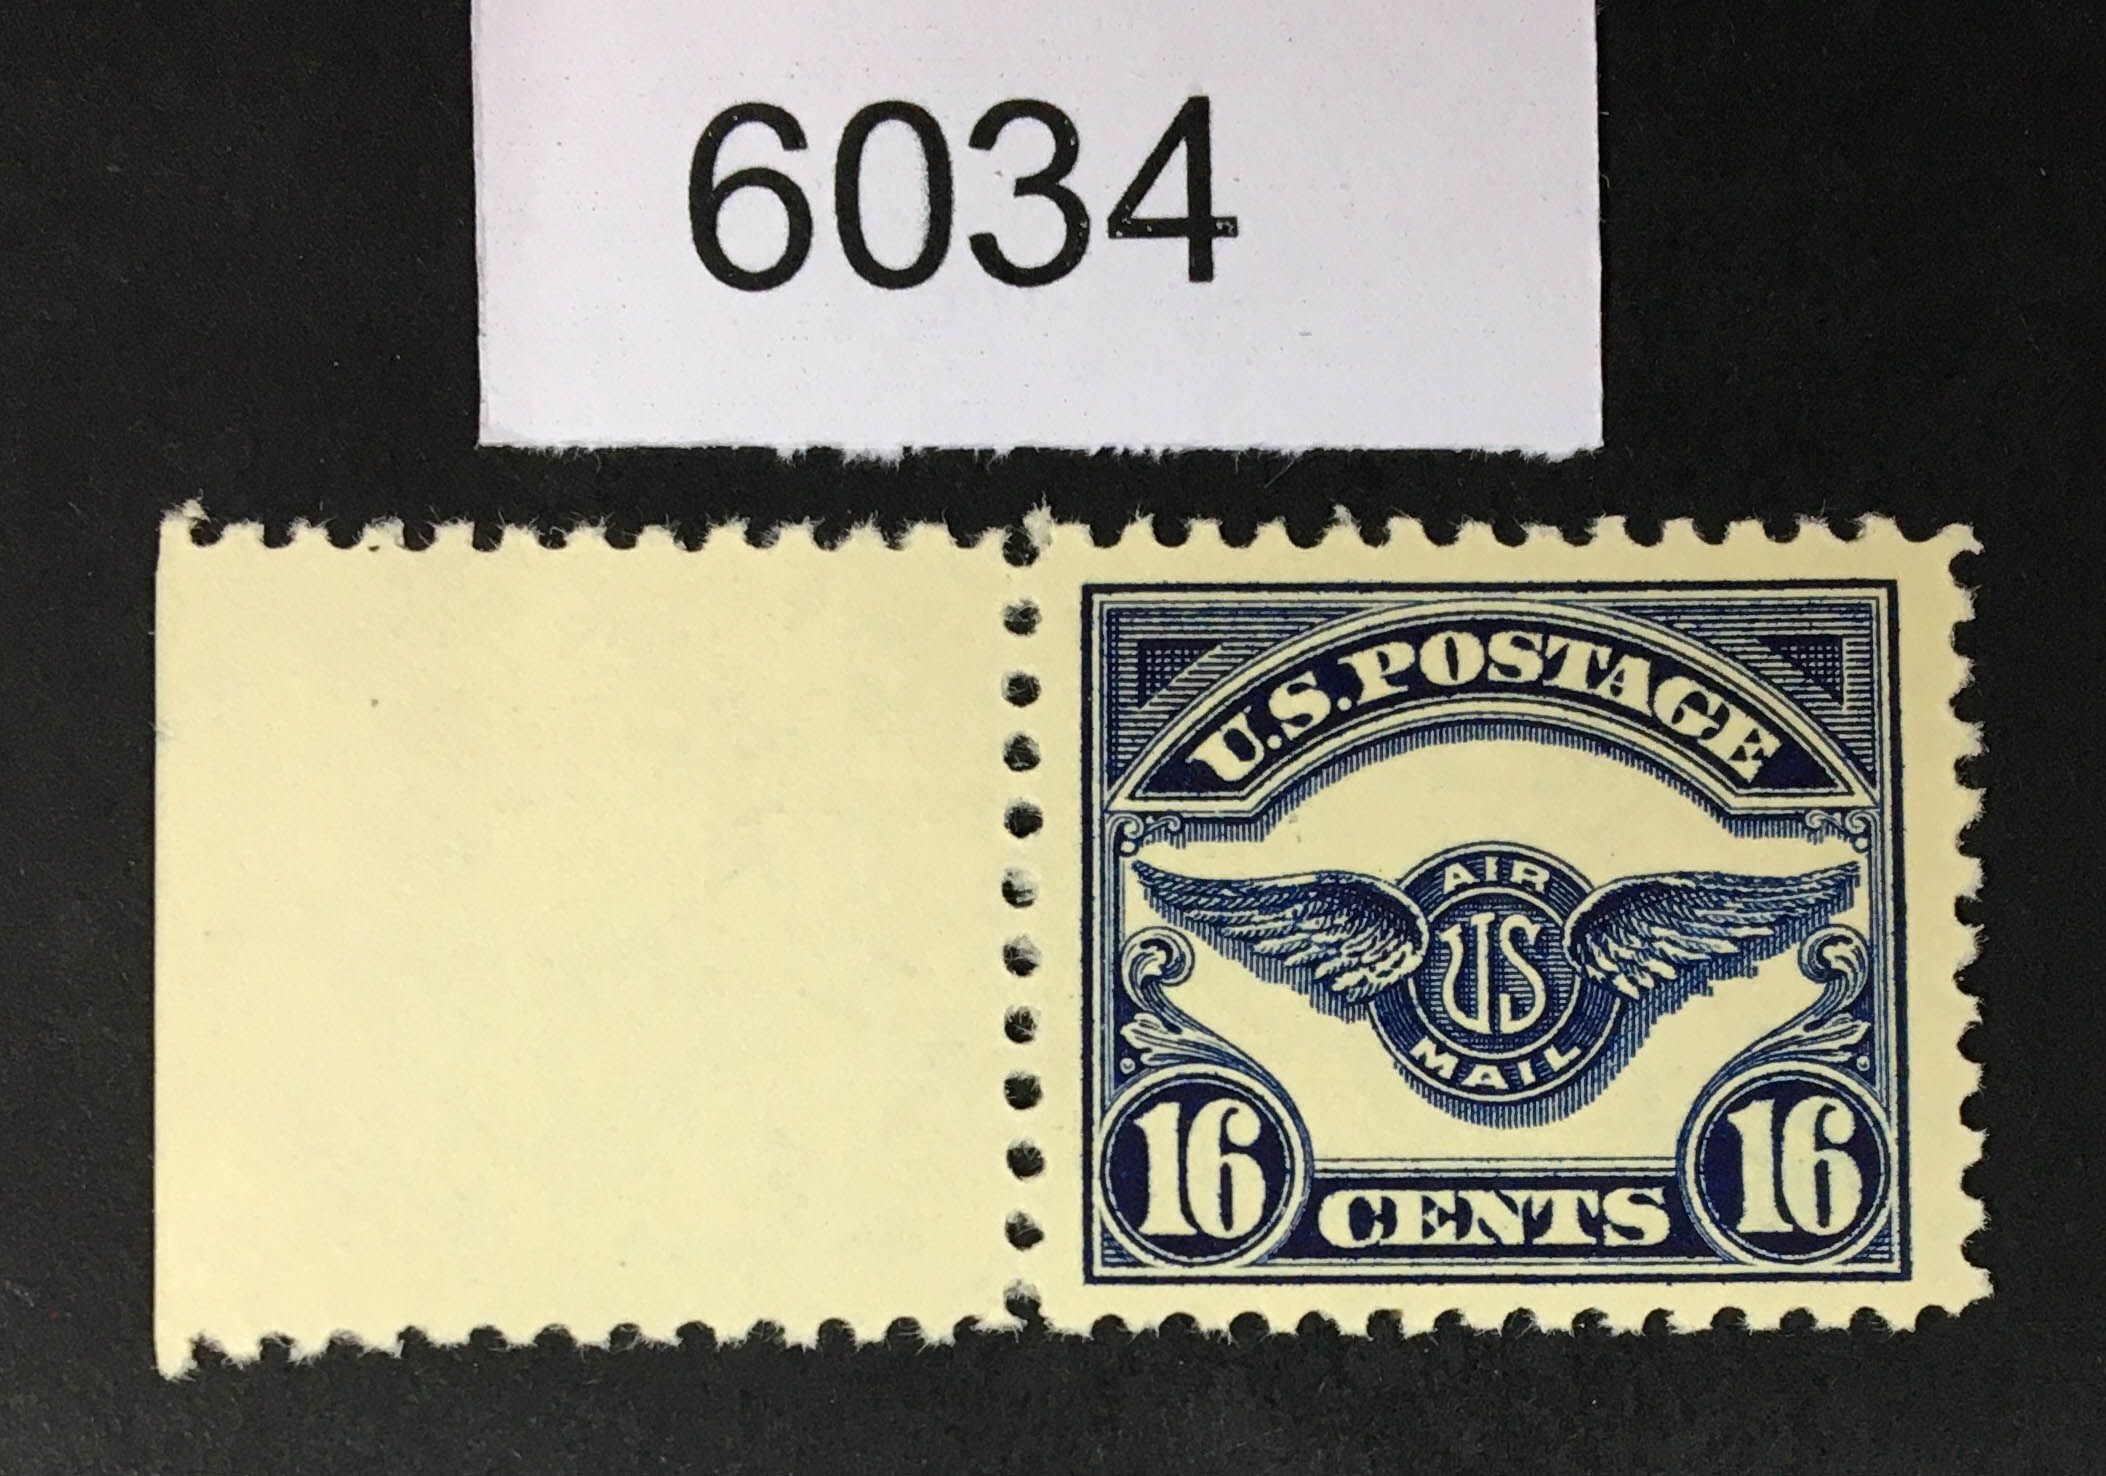 6034
U.S. POSTAGE
AIR
US
MAIL
16 CENTS 16